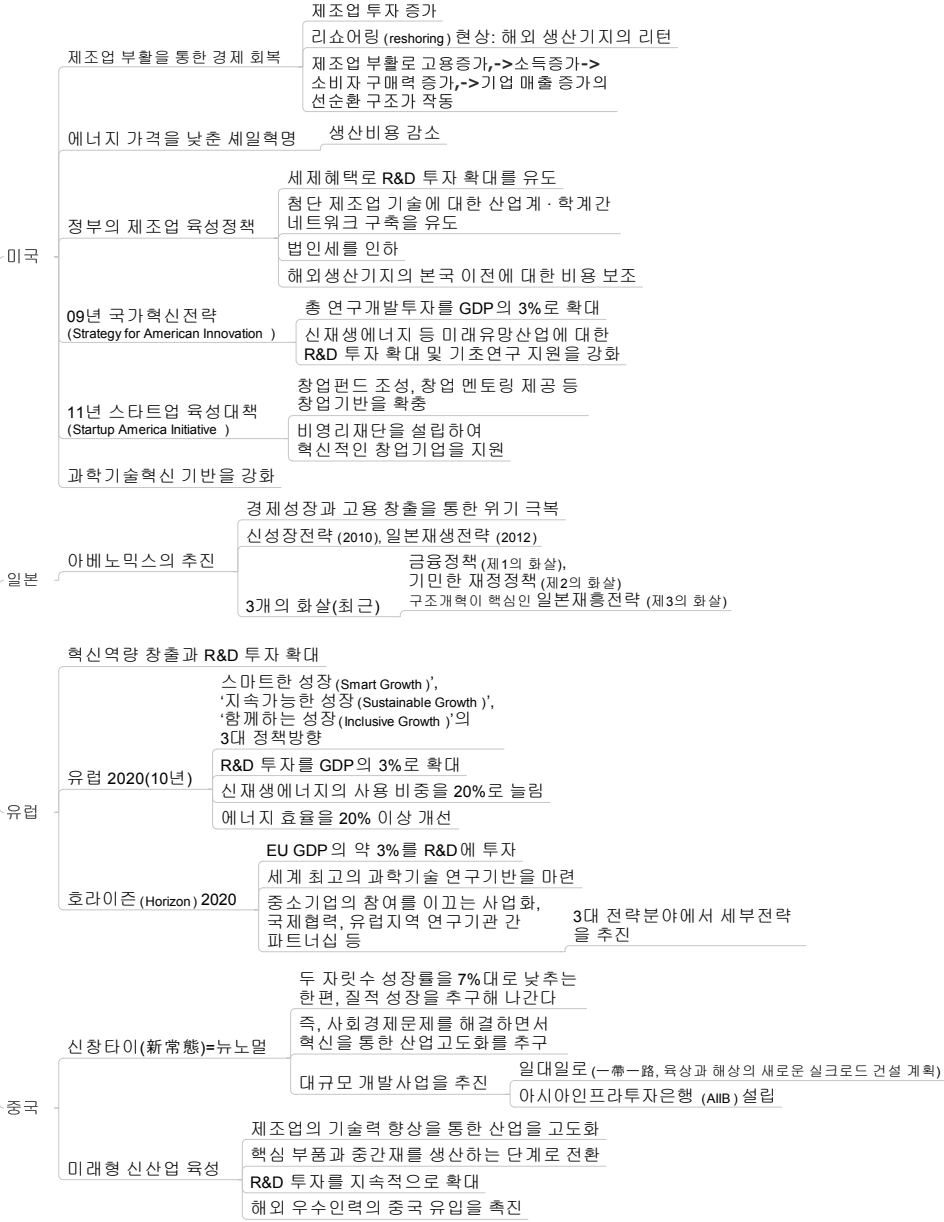 미국
제조업 부활을 통한 경제 회복
제조업 투자 증가
리쇼어링 (reshoring) 현상: 해외 생산기지의 리턴
제조업 부활로 고용증가,->소득증가->
소비자 구매력 증가,->기업 매출 증가의
선순환 구조가 작동
에너지 가격을 낮춘 셰일혁명
생산비용 감소
정부의 제조업 육성정책
세제혜택로 R&D 투자 확대를 유도
첨단 제조업 기술에 대한 산업계 · 학계간
네트워크 구축을 유도
법인세를 인하
해외생산기지의 본국 이전에 대한 비용 보조
09년 국가혁신전략
(Strategy for American Innovation )
총 연구개발투자를 GDP의 3%로 확대
신재생에너지 등 미래유망산업에 대한
R&D 투자 확대 및 기초연구 지원을 강화
11년 스타트업 육성대책
(Startup America Initiative )
창업펀드 조성, 창업 멘토링 제공 등
창업기반을 확충
비영리재단을 설립하여
혁신적인 창업기업을 지원
과학기술혁신 기반을 강화
일본
아베노믹스의 추진
경제성장과 고용 창출을 통한 위기 극복
신성장전략 (2010), 일본재생전략 (2012)
3개의 화살(최근)
금융정책 (제1의 화살),
기민한 재정정책 (제2의 화살)
구조개혁이 핵심인 일본재흥전략 (제3의 화살)
유럽
혁신역량 창출과 R&D 투자 확대
유럽 2020(10년)
스마트한 성장 (Smart Growth )',
'지속가능한 성장 (Sustainable Growth )',
'함께하는 성장 (Inclusive Growth )'의
3대 정책방향
R&D 투자를 GDP의 3%로 확대
신재생에너지의 사용 비중을 20%로 늘림
에너지 효율을 20% 이상 개선
호라이즌 (Horizon ) 2020
EU GDP의 약 3%를 R&D에 투자
세계 최고의 과학기술 연구기반을 마련
중소기업의 참여를 이끄는 사업화,
국제협력, 유럽지역 연구기관 간
파트너십 등
3대 전략분야에서 세부전략
을 추진
중국
신창타이(新常態)=뉴노멀
두 자릿수 성장률을 7%대로 낮추는
한편, 질적 성장을 추구해 나간다
즉, 사회경제문제를 해결하면서
혁신을 통한 산업고도화를 추구
대규모 개발사업을 추진
일대일로 (一帶一路, 육상과 해상의 새로운 실크로드 건설 계획)
아시아인프라투자은행 (AIIB ) 설립
미래형 신산업 육성
제조업의 기술력 향상을 통한 산업을 고도화
핵심 부품과 중간재를 생산하는 단계로 전환
R&D 투자를 지속적으로 확대
해외 우수인력의 중국 유입을 촉진